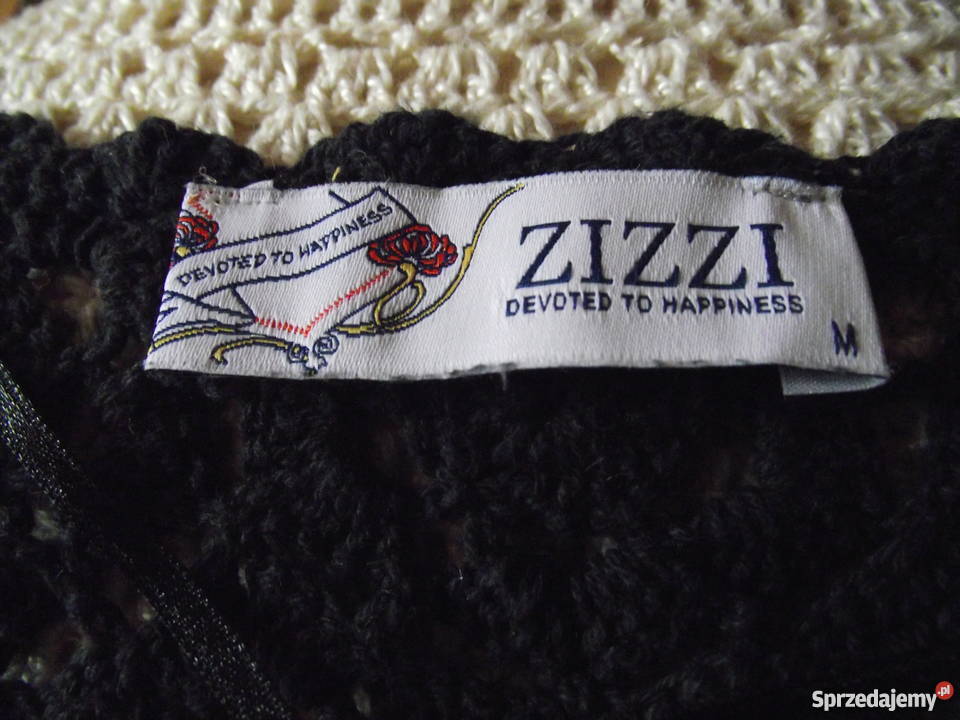 DEVOTED TO HAPPINESS
ZIZZI
DEVOTED TO HAPPINESS
M
Sprzedajemy.pl